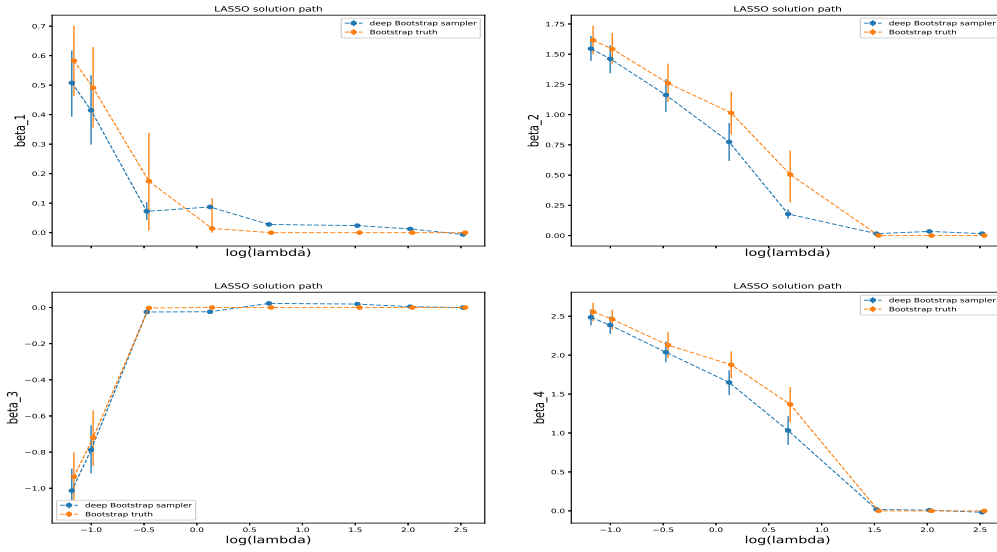 LASSO solution path
deep Bootstrap sampler
Bootstrap truth
0.7
0.6
0.5
0.4
0.3
0.2
0.1
0.0
beta_1
log(lambda)
LASSO solution path
deep Bootstrap sampler
Bootstrap truth
1.75
1.50
1.25
1.00
0.75
0.50
0.25
0.00
beta_2
log(lambda)
LASSO solution path
0.0
−0.2
−0.4
−0.6
−0.8
−1.0
beta_3
deep Bootstrap sampler
Bootstrap truth
−1.0 −0.5 0.0 0.5 1.0 1.5 2.0 2.5
log(lambda)
LASSO solution path
deep Bootstrap sampler
Bootstrap truth
2.5
2.0
1.5
1.0
0.5
0.0
beta_4
−1.0 −0.5 0.0 0.5 1.0 1.5 2.0 2.5
log(lambda)